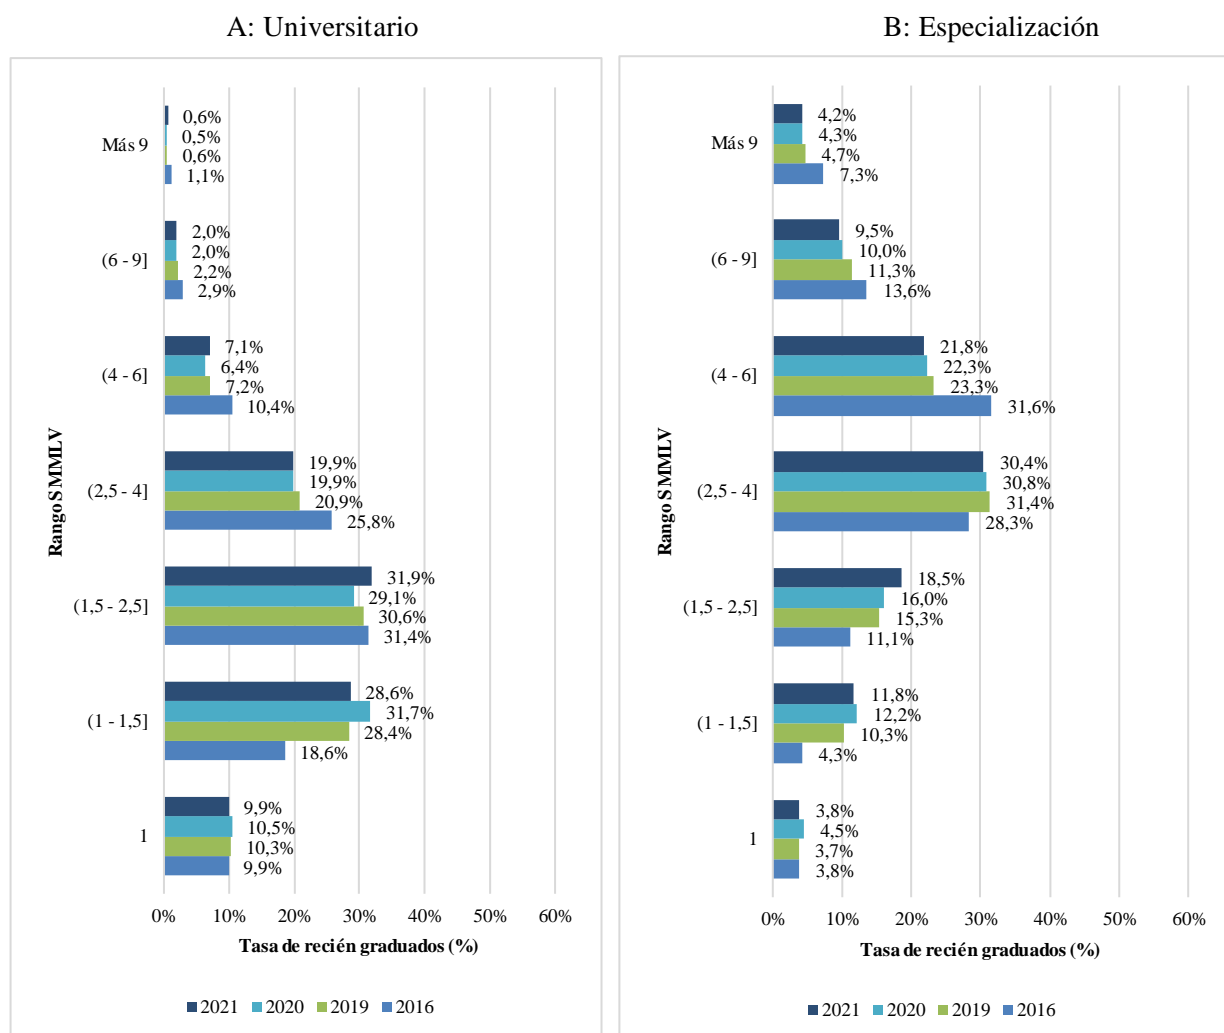 A: Universitario
Más 9
0,6%
0,5%
0,6%
1,1%
(6 - 9]
2,0%
2,0%
2,2%
2,9%
(4 - 6]
7,1%
6,4%
7,2%
10,4%
(2,5 - 4]
19,9%
19,9%
20,9%
25,8%
(1,5 - 2,5]
31,9%
29,1%
30,6%
31,4%
(1 - 1,5]
28,6%
31,7%
28,4%
18,6%
1
9,9%
10,5%
10,3%
9,9%
Rango SMMLV
0% 10% 20% 30% 40% 50% 60%
Tasa de recién graduados (%)
2021 2020 2019 2016
B: Especialización
Más 9
4,2%
4,3%
4,7%
7,3%
(6 - 9]
9,5%
10,0%
11,3%
13,6%
(4 - 6]
21,8%
22,3%
23,3%
31,6%
(2,5 - 4]
30,4%
30,8%
31,4%
28,3%
(1,5 - 2,5]
18,5%
16,0%
15,3%
11,1%
(1 - 1,5]
11,8%
12,2%
10,3%
4,3%
1
3,8%
4,5%
3,7%
3,8%
Rango SMMLV
0% 10% 20% 30% 40% 50% 60%
Tasa de recién graduados (%)
2021 2020 2019 2016